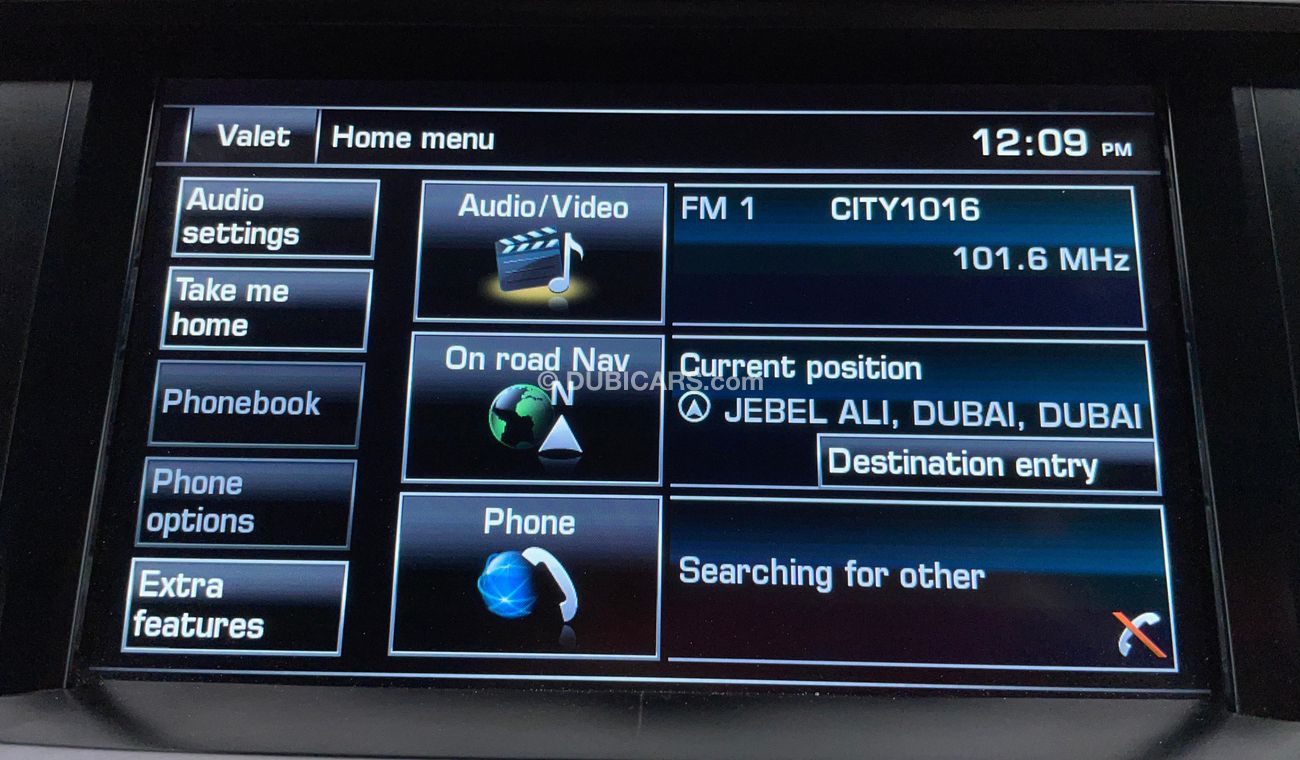 Valet
Home menu
12:09 PM
Audio
settings
Take me
home
Phonebook
Phone
options
Extra
features
Audio/Video
FM 1
CITY1016
101.6 MHz
On road Nav
N
Current position
JEBEL ALI, DUBAI, DUBAI
Destination entry
Phone
Searching for other
© DUBICARS.com